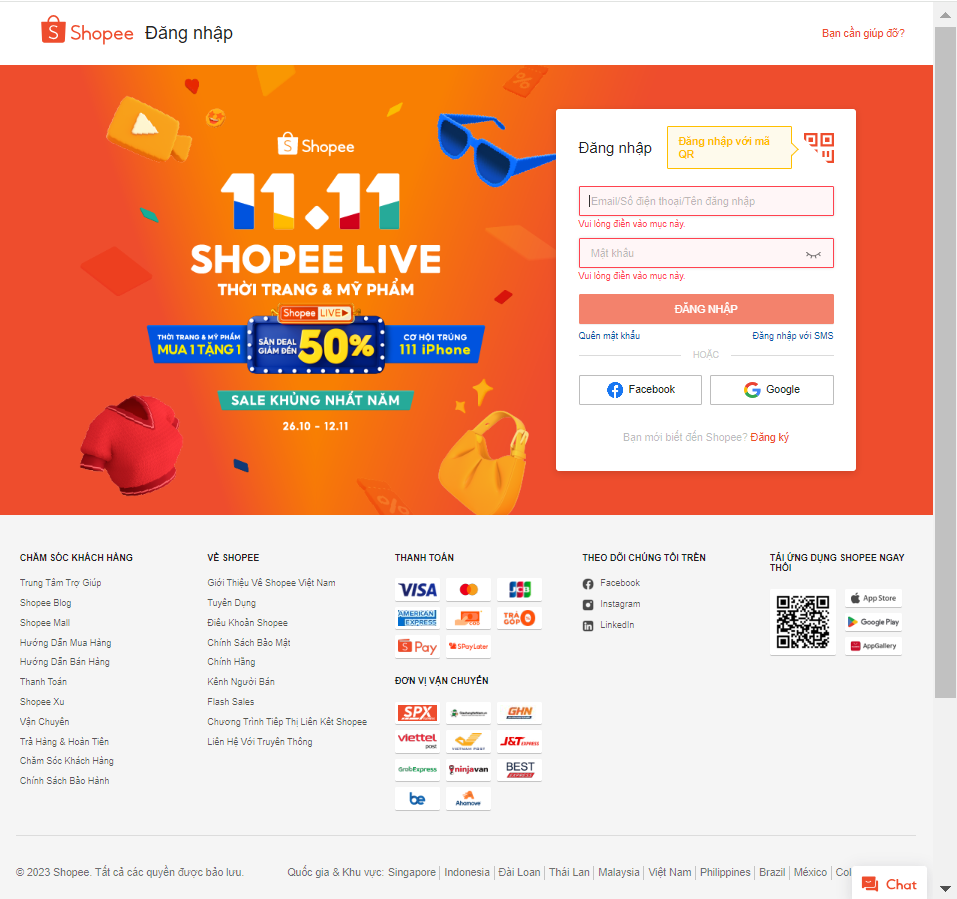 Shopee Đăng nhập
Bạn cần giúp đỡ?
Shopee
11.11
SHOPEE LIVE
THỜI TRANG & MỸ PHẨM
Shopee LIVE
THỜI TRANG & MỸ PHẨM
MUA 1 TẶNG 1
SĂN DEAL
GIẢM ĐẾN
50%
CƠ HỘI TRÚNG
111 iPhone
SALE KHỦNG NHẤT NĂM
26.10 - 12.11
Đăng nhập
Đăng nhập với mã
QR
Email/Số điện thoại/Tên đăng nhập
Vui lòng điền vào mục này.
Mật khẩu
Vui lòng điền vào mục này.
ĐĂNG NHẬP
Quên mật khẩu
Đăng nhập với SMS
HOẶC
Facebook
Google
Bạn mới biết đến Shopee? Đăng ký
CHĂM SÓC KHÁCH HÀNG
Trung Tâm Trợ Giúp
Shopee Blog
Shopee Mall
Hướng Dẫn Mua Hàng
Hướng Dẫn Bán Hàng
Thanh Toán
Shopee Xu
Vận Chuyển
Trả Hàng & Hoàn Tiền
Chăm Sóc Khách Hàng
Chính Sách Bảo Hành
VỀ SHOPEE
Giới Thiệu Về Shopee Việt Nam
Tuyển Dụng
Điều Khoản Shopee
Chính Sách Bảo Mật
Chính Hãng
Kênh Người Bán
Flash Sales
Chương Trình Tiếp Thị Liên Kết Shopee
Liên Hệ Với Truyền Thông
THANH TOÁN
VISA
JCB
AMERICAN
EXPRESS
COD
TRẢ
GÓP 0
Pay
SPayLater
ĐƠN VỊ VẬN CHUYỂN
SPX
GHN
viettel
post
VIETNAM POST
J&T EXPRESS
GrabExpress
ninjavan
BEST
EXPRESS
be
Ahamove
THEO DÕI CHÚNG TÔI TRÊN
Facebook
Instagram
LinkedIn
TẢI ỨNG DỤNG SHOPEE NGAY
THÔI
App Store
Google Play
AppGallery
© 2023 Shopee. Tất cả các quyền được bảo lưu.
Quốc gia & Khu vực: Singapore Indonesia Đài Loan Thái Lan Malaysia Việt Nam Philippines Brazil México Col
Chat